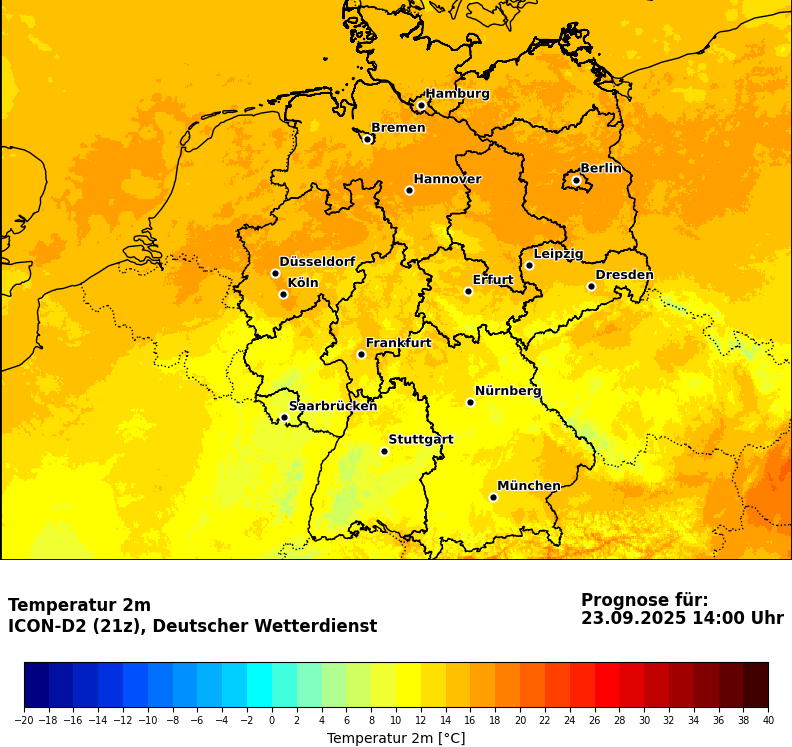 Hamburg
Bremen
Berlin
Hannover
Leipzig
Düsseldorf
Dresden
Köln
Erfurt
Frankfurt
Nürnberg
Saarbrücken
Stuttgart
München
Temperatur 2m
ICON-D2 (21z), Deutscher Wetterdienst
Prognose für:
23.09.2025 14:00 Uhr
−20 −18 −16 −14 −12 −10 −8 −6 −4 −2 0 2 4 6 8 10 12 14 16 18 20 22 24 26 28 30 32 34 36 38 40
Temperatur 2m [°C]